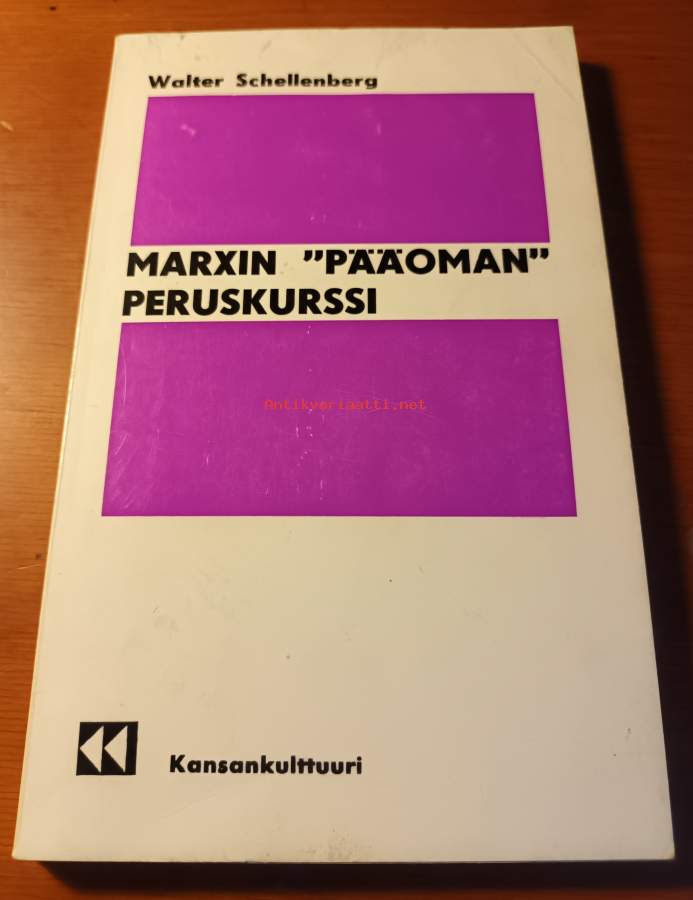 Walter Schellenberg
MARXIN ”PÄÄOMAN”
PERUSKURSSI
Antikvariaatti.net
Kansankulttuuri